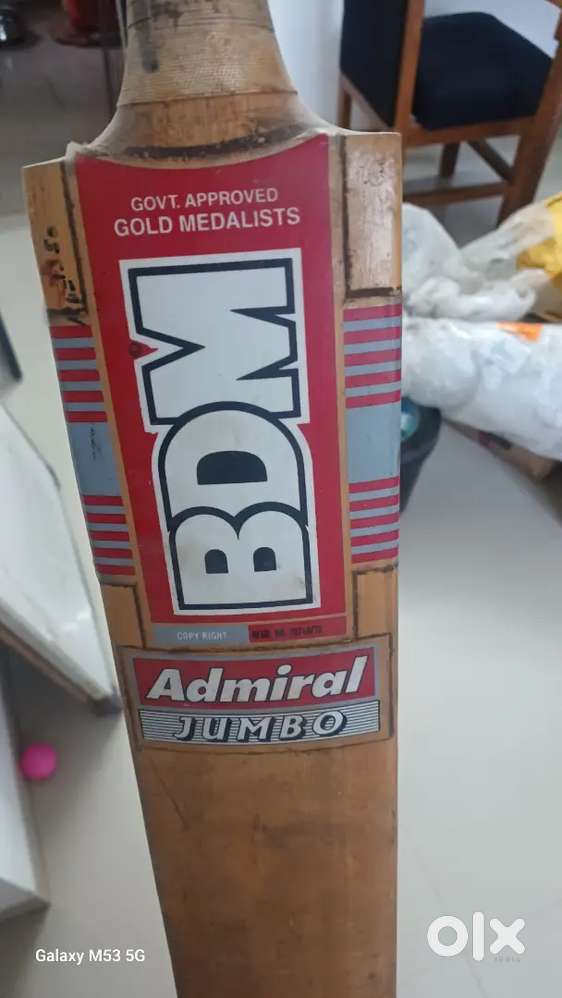 GOVT. APPROVED
GOLD MEDALISTS
BDM
COPY RIGHT
Admiral
JUMBO
Galaxy M53 5G
olx